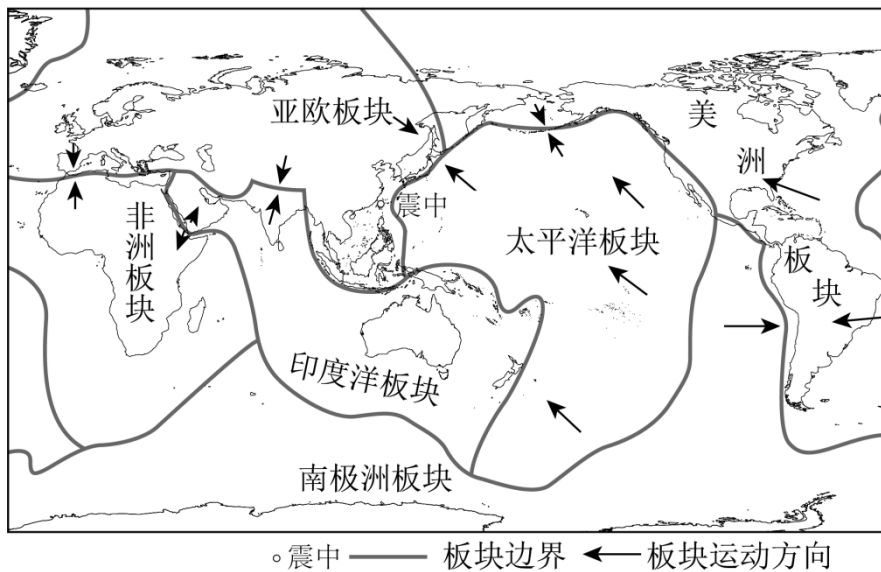 亚欧板块
美
洲
震中
非洲板块
太平洋板块
板
块
印度洋板块
南极洲板块
震中 板块边界 板块运动方向